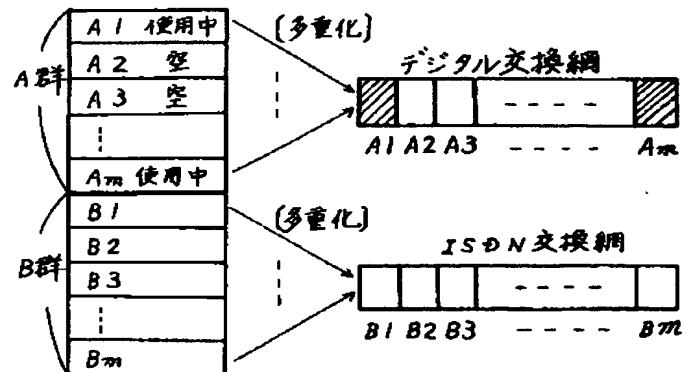 A群
A1 使用中
A2 空
A3 空
Am 使用中
B群
B1
B2
B3
Bm
〔多重化〕
デジタル交換網
A1 A2 A3 ---- Am
〔多重化〕
ISDN交換網
B1 B2 B3 ---- Bm